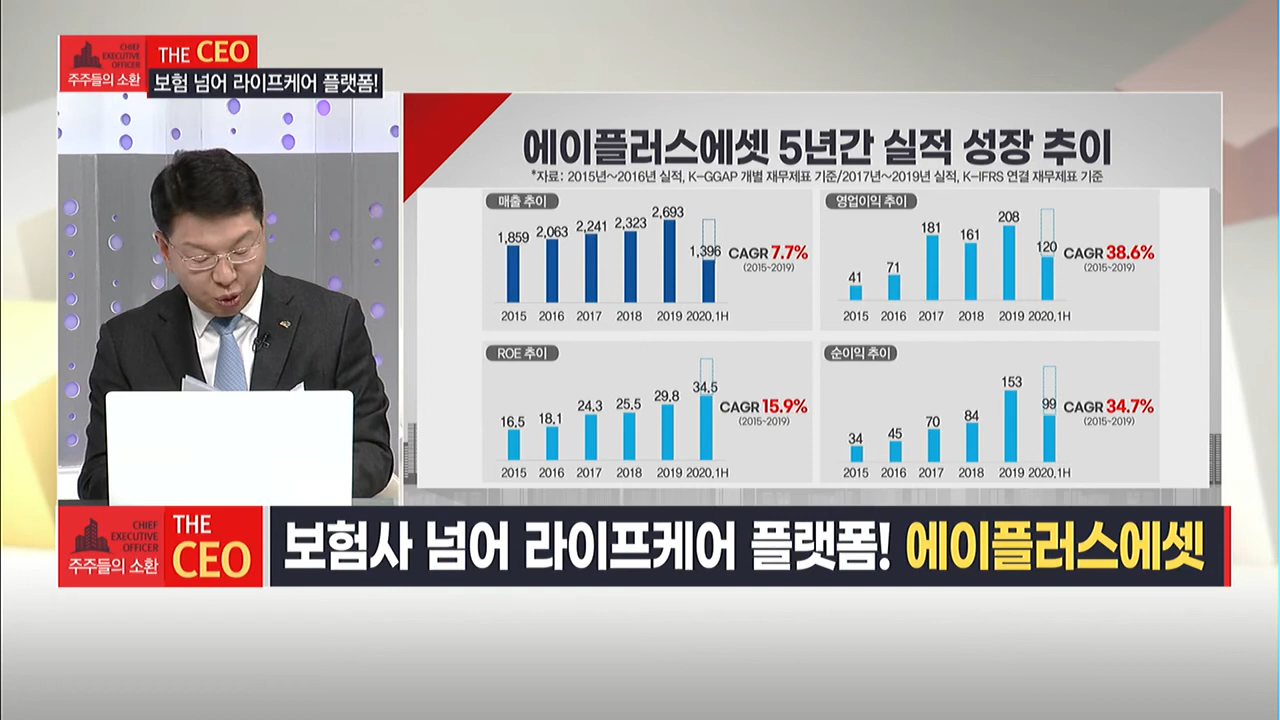 CHIEF
EXECUTIVE
OFFICER
주주들의 소환
THE CEO
보험 넘어 라이프케어 플랫폼!
에이플러스에셋 5년간 실적 성장 추이
*자료: 2015년~2016년 실적, K-GGAP 개별 재무제표 기준/2017년~2019년 실적, K-IFRS 연결 재무제표 기준
매출 추이
1,859 2,063 2,241 2,323 2,693 1,396
CAGR 7.7%
(2015~2019)
2015 2016 2017 2018 2019 2020,1H
영업이익 추이
41 71 181 161 208 120
CAGR 38.6%
(2015~2019)
2015 2016 2017 2018 2019 2020,1H
ROE 추이
16.5 18.1 24.3 25.5 29.8 34.5
CAGR 15.9%
(2015~2019)
2015 2016 2017 2018 2019 2020,1H
순이익 추이
34 45 70 84 153 99
CAGR 34.7%
(2015~2019)
2015 2016 2017 2018 2019 2020,1H
CHIEF
EXECUTIVE
OFFICER
주주들의 소환
THE
CEO
보험사 넘어 라이프케어 플랫폼! 에이플러스에셋